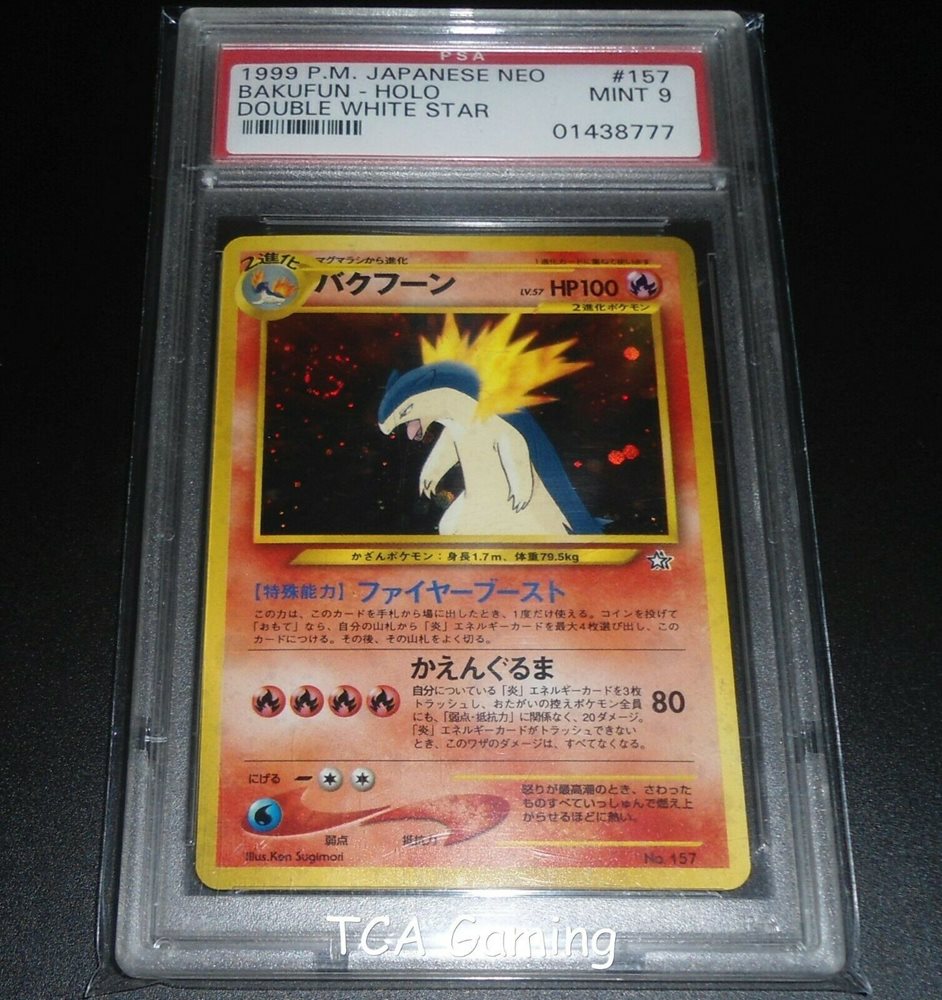 PSA
1999 P.M. JAPANESE NEO #157
BAKUFUN - HOLO MINT 9
DOUBLE WHITE STAR
01438777
2進化
マグマラシから進化
バクフーン LV.57 HP100
2進化ポケモン
かざんポケモン：身長1.7m、体重79.5kg
【特殊能力】ファイヤーブースト
この力は、このカードを手札から場に出したとき、1度だけ使える。コインを投げて
「おもて」なら、自分の山札から「炎」エネルギーカードを最大4枚選び出し、この
カードにつける。その後、その山札をよく切る。
かえんぐるま
自分についている「炎」エネルギーカードを3枚
トラッシュし、おたがいの控えポケモン全員
にも、「弱点・抵抗力」に関係なく、20ダメージ。
「炎」エネルギーカードがトラッシュできない
とき、このワザのダメージは、すべてなくなる。
80
にげる
怒りが最高潮のとき、さわった
ものすべていっしゅんで燃え上
からせるほどに熱い。
弱点 抵抗力
Illus.Ken Sugimori No. 157
TCA Gaming